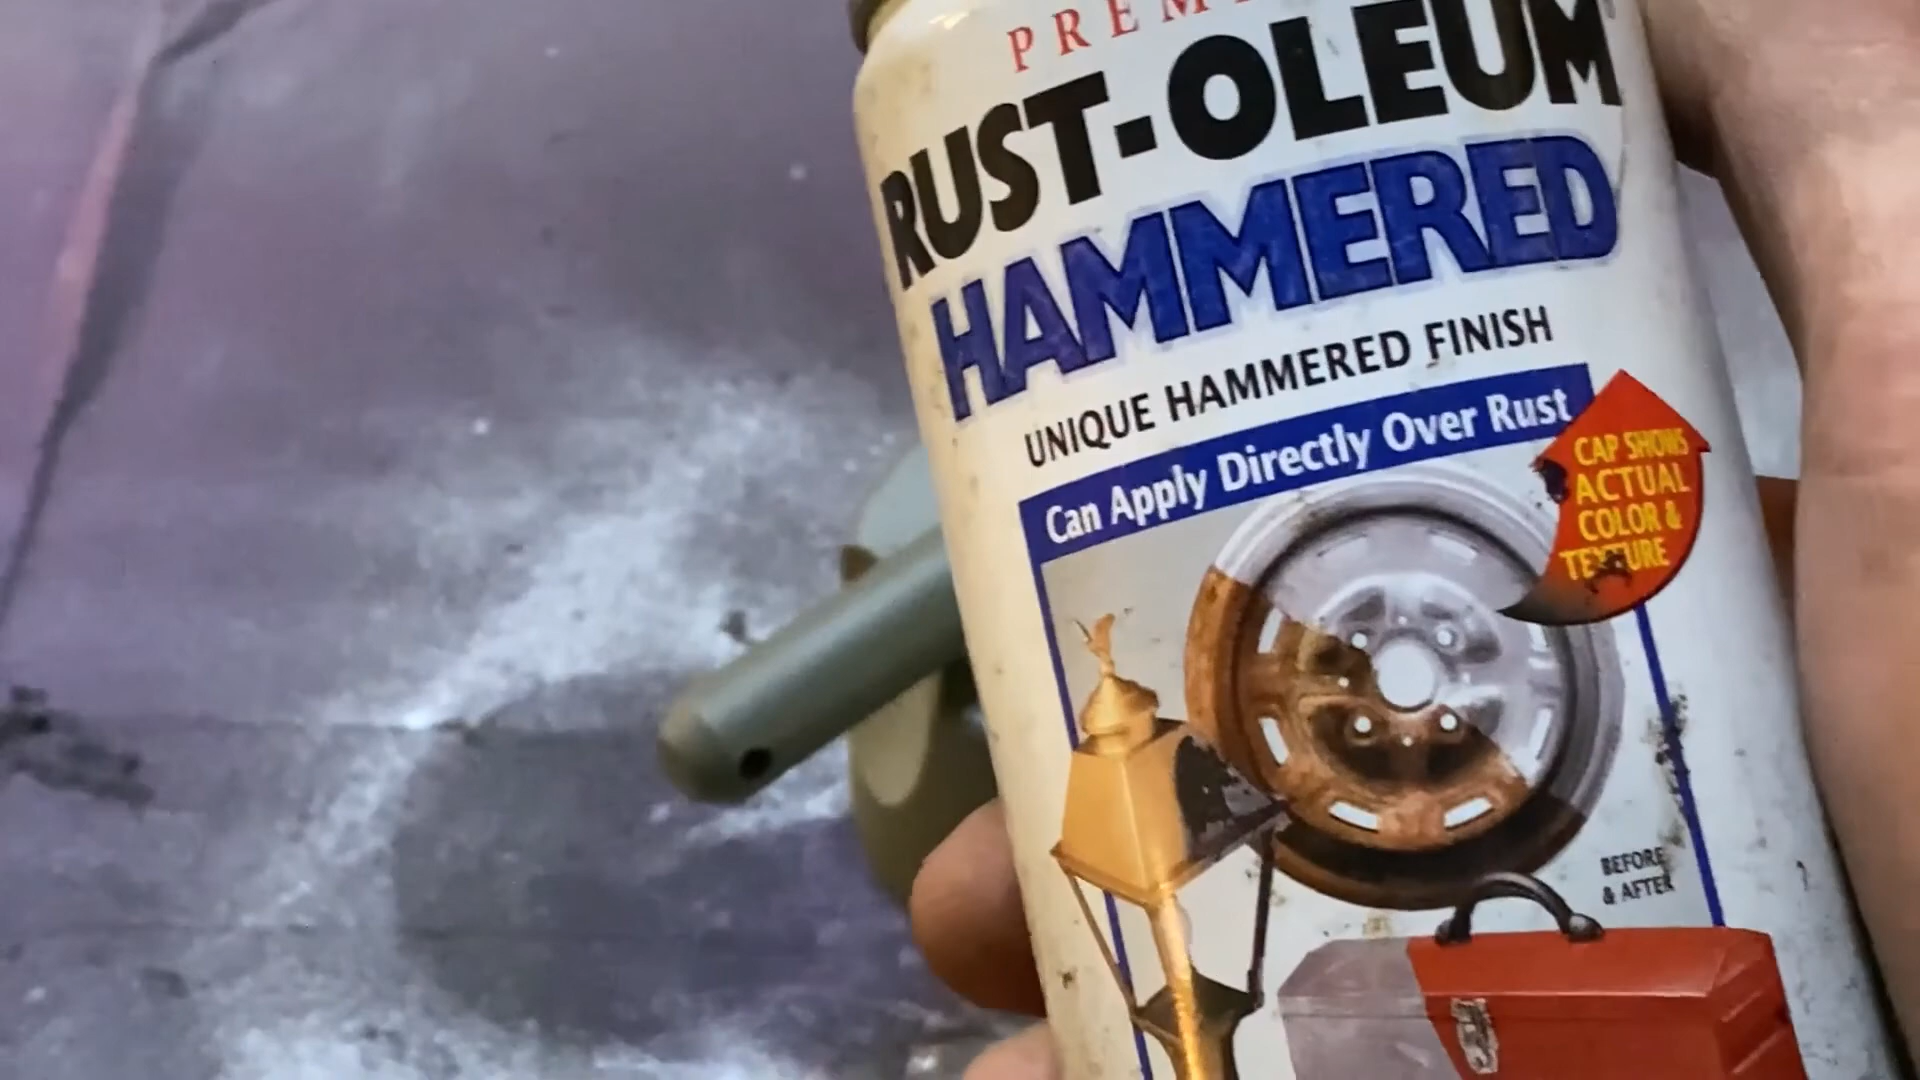 RUST-OLEUM
HAMMERED
UNIQUE HAMMERED FINISH
Can Apply Directly Over Rust
CAP SHOWS
ACTUAL
COLOR &
TEXTURE
BEFORE
& AFTER